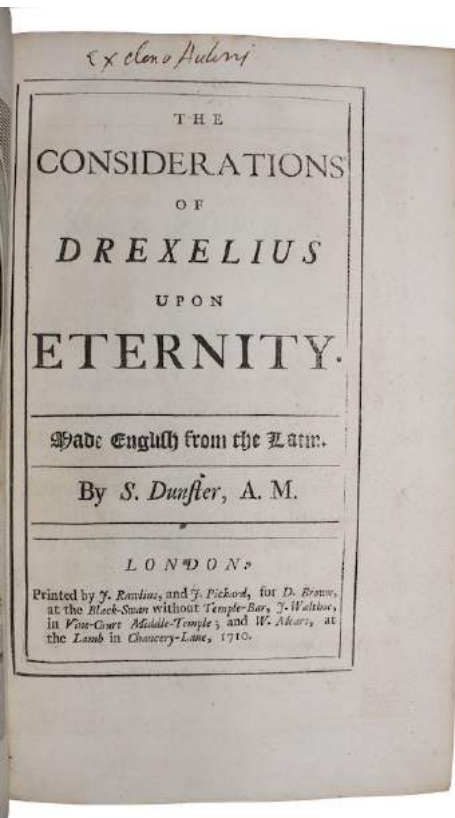 Ex dono Authoris
THE
CONSIDERATIONS
OF
DREXELIUS
UPON
ETERNITY.
Made English from the Latin.
By S. Dunster, A. M.
LONDON,
Printed by J. Rawlins, and J. Pickard, for D. Brown,
at the Black-Swan without Temple-Bar, J. Walthoe,
in Vine-Court Middle-Temple; and W. Mears, at
the Lamb in Chancery-Lane, 1710.